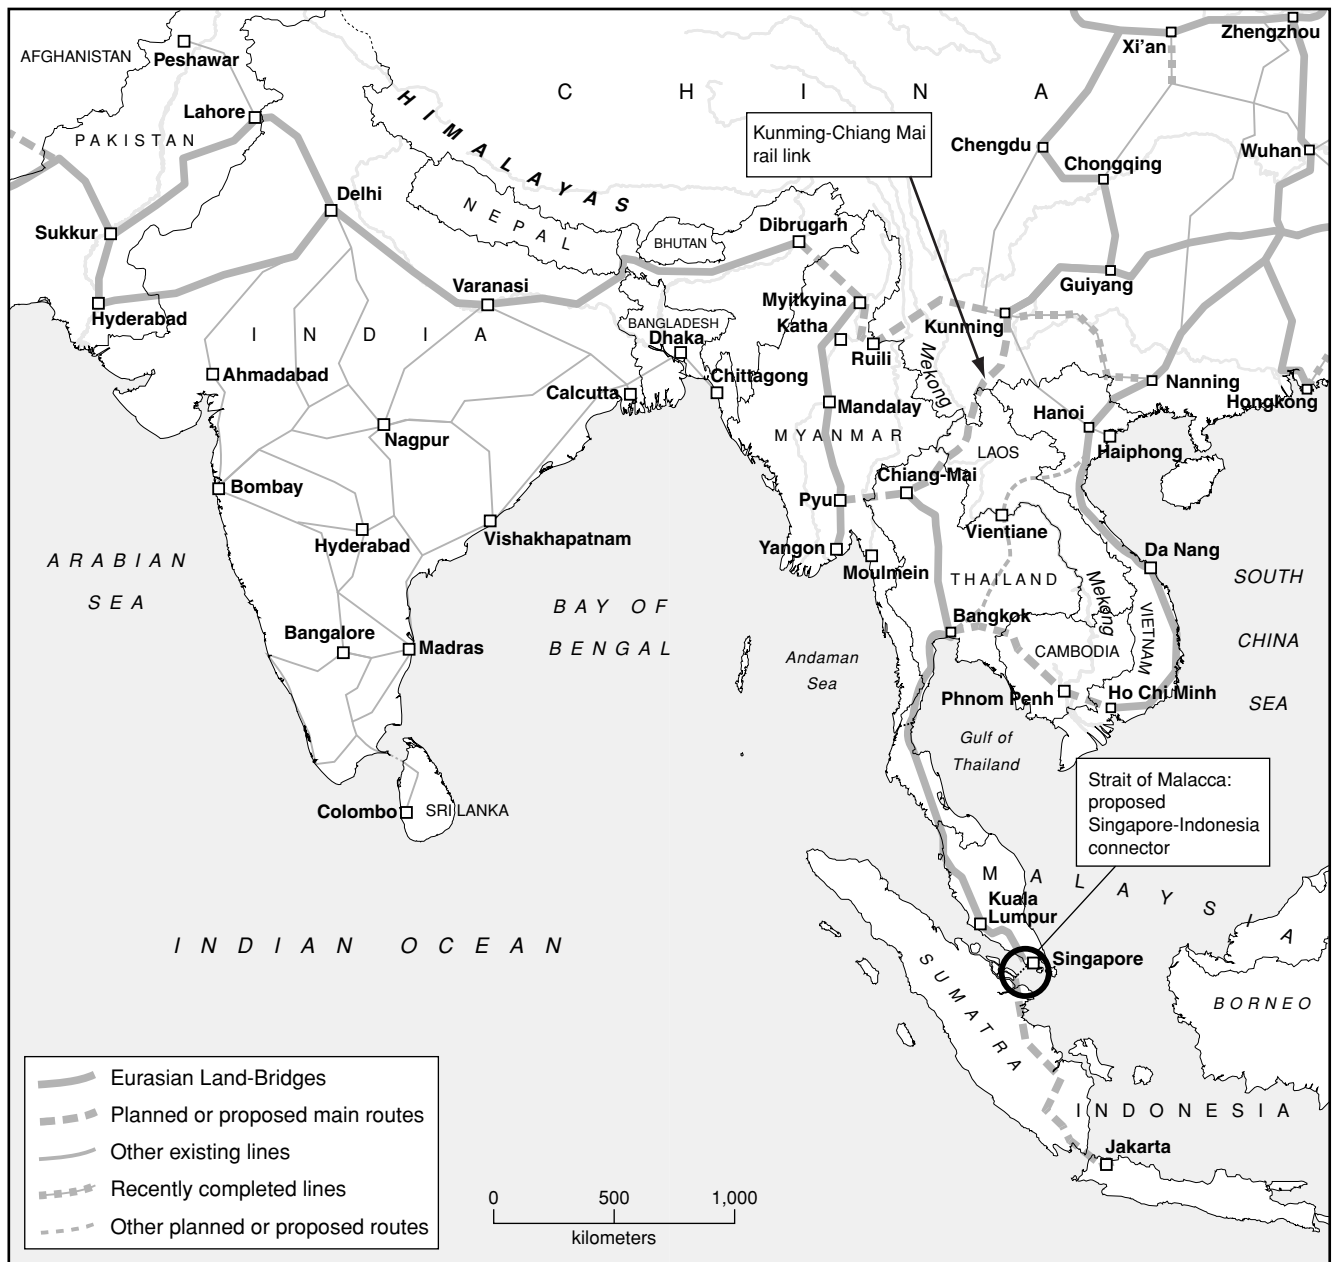 AFGHANISTAN
Peshawar
Xi'an
Zhengzhou
C H I N A
HIMALAYAS
Lahore
PAKISTAN
Kunming-Chiang Mai
rail link
Chengdu
Chongqing
Wuhan
Delhi
NEPAL
Sukkur
Dibrugarh
BHUTAN
Varanasi
Guiyang
Hyderabad
Myitkyina
INDIA
BANGLADESH
Dhaka
Katha
Kunming
Ruili
Mekong
Ahmadabad
Chittagong
Calcutta
Nanning
Hongkong
Mandalay
Hanoi
Nagpur
MYANMAR
LAOS
Haiphong
Chiang-Mai
Bombay
Pyu
Hyderabad
Vishakhapatnam
Vientiane
Yangon
Moulmein
Da Nang
ARABIAN
SEA
THAILAND
Mekong
SOUTH
CHINA
SEA
BAY OF
BENGAL
VIETNAM
Bangkok
Bangalore
Madras
Andaman
Sea
CAMBODIA
Phnom Penh
Ho Chi Minh
Gulf of
Thailand
Colombo
SRI LANKA
Strait of Malacca:
proposed
Singapore-Indonesia
connector
MALAYSIA
Kuala
Lumpur
INDIAN OCEAN
Singapore
SUMATRA
BORNEO
INDONESIA
Jakarta
Eurasian Land-Bridges
Planned or proposed main routes
Other existing lines
Recently completed lines
Other planned or proposed routes
0 500 1,000
kilometers